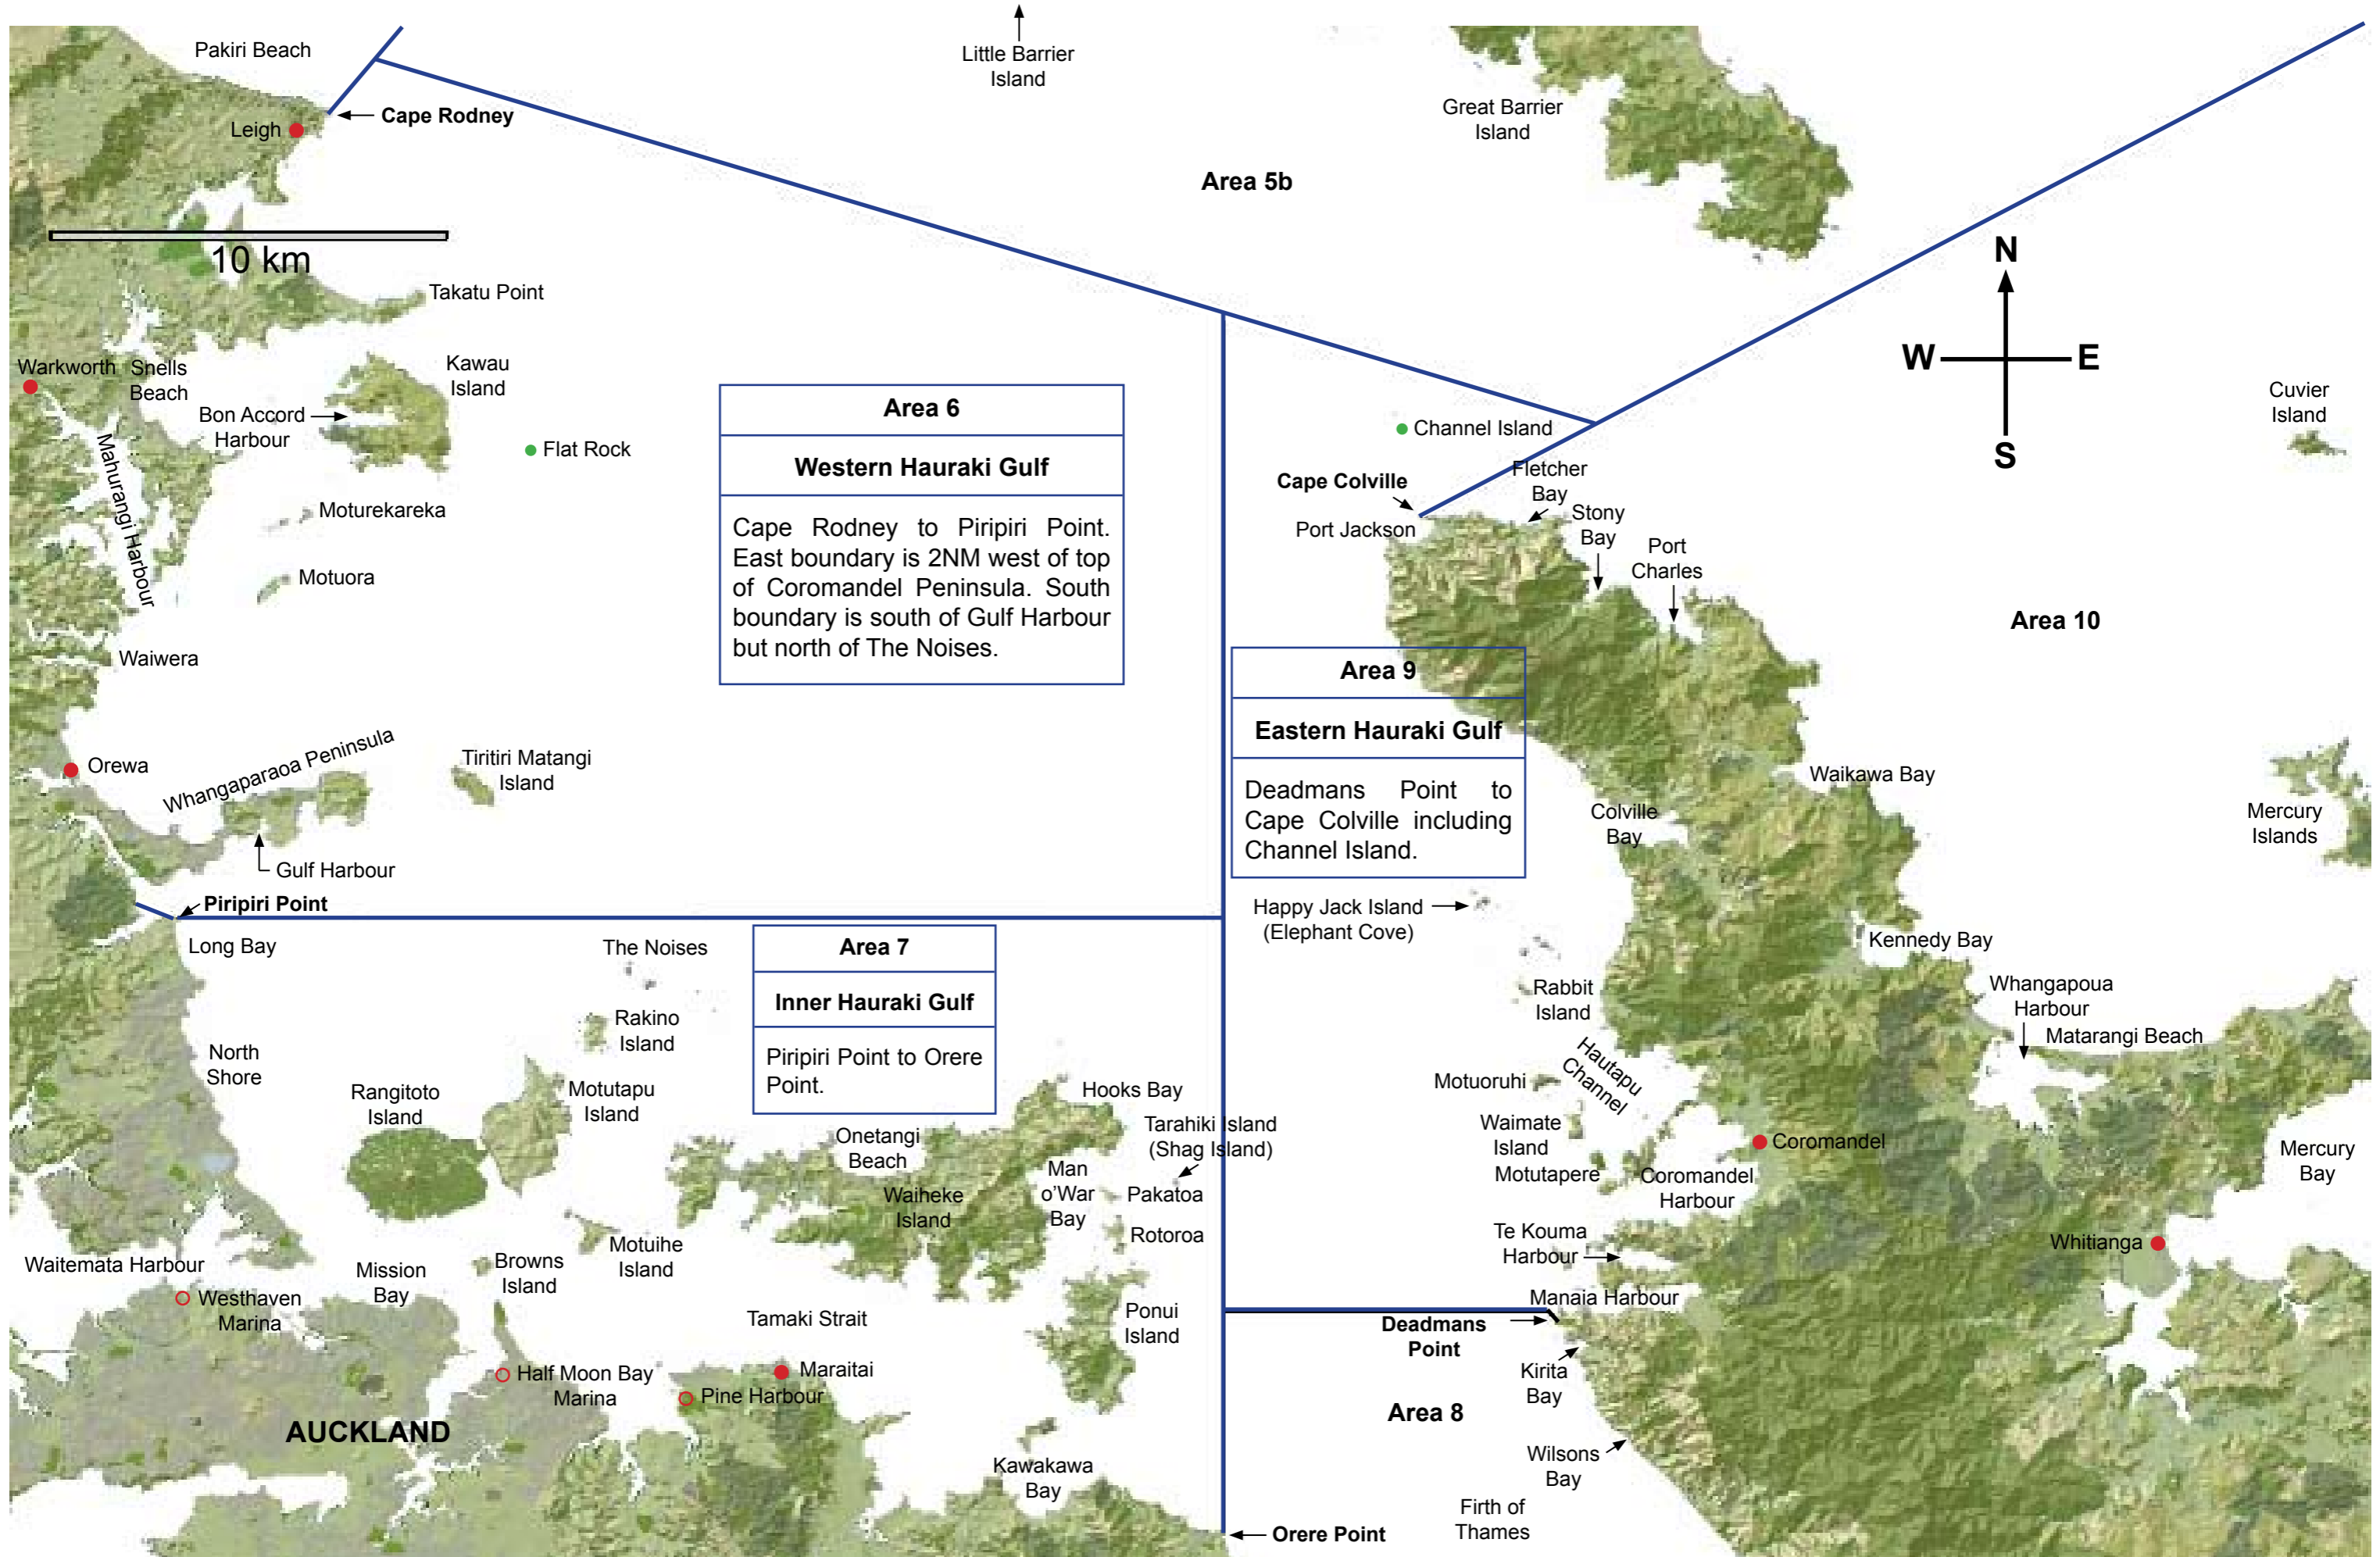 Pakiri Beach
Little Barrier
Island
Cape Rodney
Leigh
Great Barrier
Island
Area 5b
10 km
N
W
E
S
Takatu Point
Warkworth
Snells
Beach
Kawau
Island
Bon Accord
Harbour
Flat Rock
Mahurangi Harbour
Moturekareka
Motuora
Waiwera
Area 6
Western Hauraki Gulf
Cape Rodney to Piripiri Point.
East boundary is 2NM west of top
of Coromandel Peninsula. South
boundary is south of Gulf Harbour
but north of The Noises.
Channel Island
Cuvier
Island
Cape Colville
Fletcher
Bay
Port Jackson
Stony
Bay
Port
Charles
Area 10
Area 9
Eastern Hauraki Gulf
Deadmans Point to
Cape Colville including
Channel Island.
Orewa
Whangaparaoa Peninsula
Tiritiri Matangi
Island
Gulf Harbour
Waikawa Bay
Colville
Bay
Mercury
Islands
Piripiri Point
Long Bay
The Noises
Area 7
Inner Hauraki Gulf
Piripiri Point to Orere
Point.
Happy Jack Island
(Elephant Cove)
Kennedy Bay
Rabbit
Island
Whangapoua
Harbour
Matarangi Beach
Rakino
Island
North
Shore
Rangitoto
Island
Motutapu
Island
Hautapu
Channel
Motuoruhi
Hooks Bay
Tarahiki Island
(Shag Island)
Waimate
Island
Coromandel
Onetangi
Beach
Man
o'War
Bay
Pakatoa
Motutapere
Coromandel
Harbour
Mercury
Bay
Waiheke
Island
Rotoroa
Te Kouma
Harbour
Whitianga
Waitemata Harbour
Mission
Bay
Browns
Island
Motuihe
Island
Westhaven
Marina
Manaia Harbour
Tamaki Strait
Ponui
Island
Deadmans
Point
Half Moon Bay
Marina
Maraitai
Pine Harbour
Kirita
Bay
AUCKLAND
Area 8
Wilsons
Bay
Kawakawa
Bay
Firth of
Thames
Orere Point